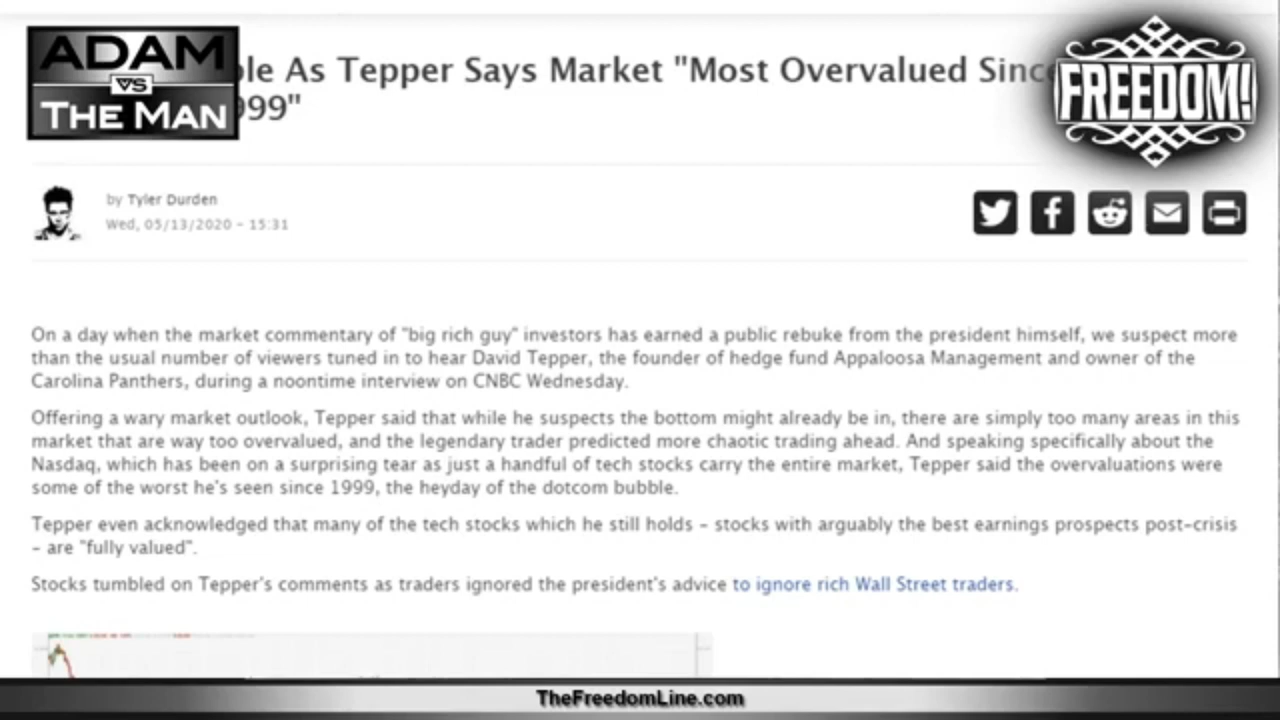 ADAM
VS
THE MAN
As Tepper Says Market "Most Overvalued Since
FREEDOM!
by Tyler Durden
Wed, 05/13/2020 - 15:31
On a day when the market commentary of "big rich guy" investors has earned a public rebuke from the president himself, we suspect more
than the usual number of viewers tuned in to hear David Tepper, the founder of hedge fund Appaloosa Management and owner of the
Carolina Panthers, during a noontime interview on CNBC Wednesday.
Offering a wary market outlook, Tepper said that while he suspects the bottom might already be in, there are simply too many areas in this
market that are way too overvalued, and the legendary trader predicted more chaotic trading ahead. And speaking specifically about the
Nasdaq, which has been on a surprising tear as just a handful of tech stocks carry the entire market, Tepper said the overvaluations were
some of the worst he's seen since 1999, the heyday of the dotcom bubble.
Tepper even acknowledged that many of the tech stocks which he still holds – stocks with arguably the best earnings prospects post-crisis
– are "fully valued".
Stocks tumbled on Tepper's comments as traders ignored the president's advice to ignore rich Wall Street traders.
TheFreedomLine.com